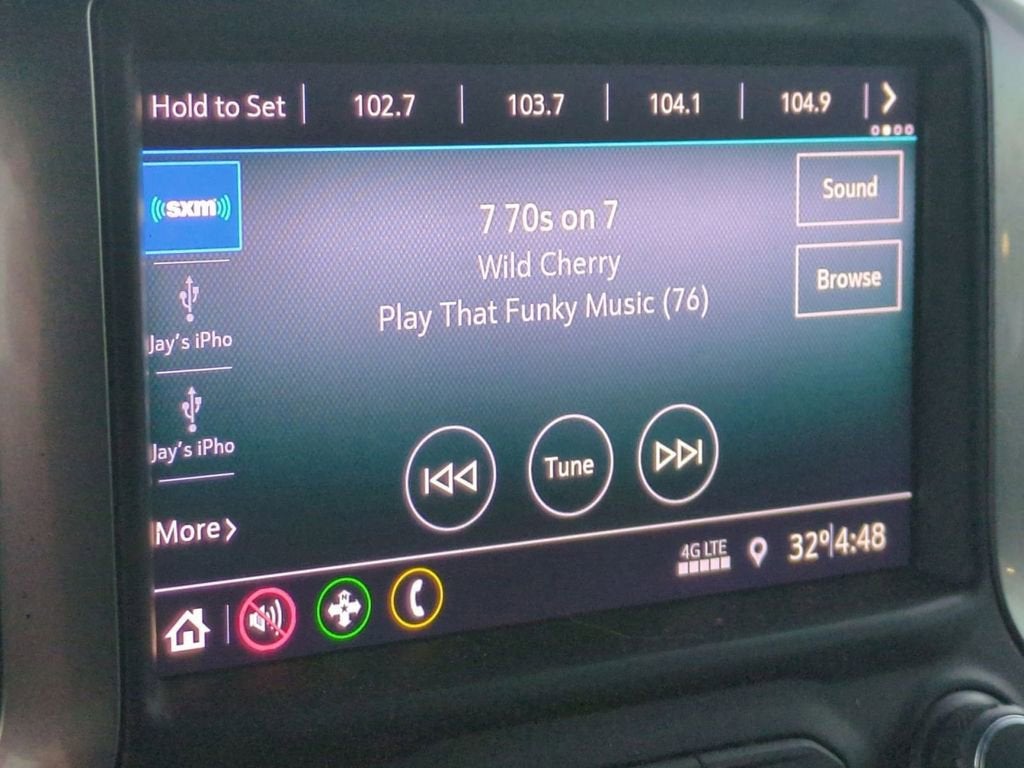 Hold to Set 102.7 103.7 104.1 104.9
sxm
7 70s on 7
Wild Cherry
Play That Funky Music (76)
Sound
Browse
Jay's iPho
Jay's iPho
More
Tune
4G LTE 32° 4:48
N